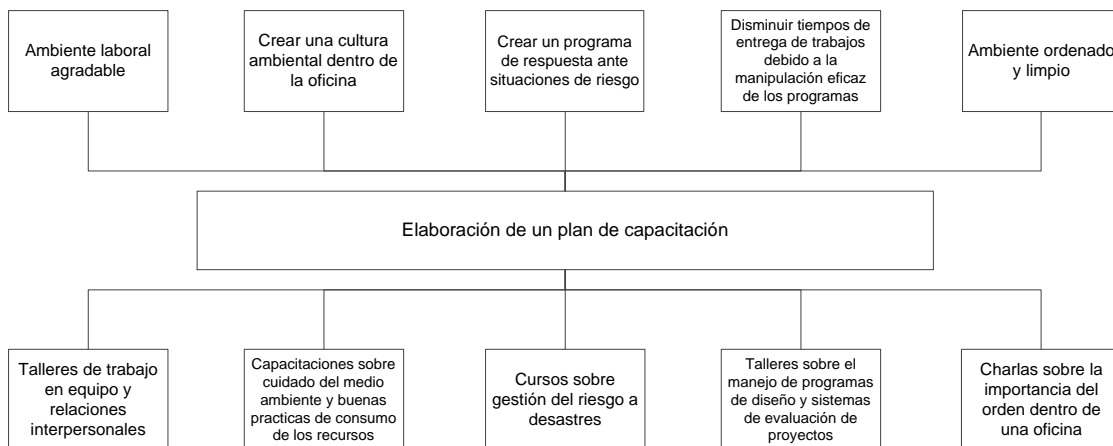 Ambiente laboral
agradable
Crear una cultura
ambiental dentro de
la oficina
Crear un programa
de respuesta ante
situaciones de riesgo
Disminuir tiempos de
entrega de trabajos
debido a la
manipulación eficaz
de los programas
Ambiente ordenado
y limpio
Elaboración de un plan de capacitación
Talleres de trabajo
en equipo y
relaciones
interpersonales
Capacitaciones sobre
cuidado del medio
ambiente y buenas
practicas de consumo
de los recursos
Cursos sobre
gestión del riesgo a
desastres
Talleres sobre el
manejo de programas
de diseño y sistemas
de evaluación de
proyectos
Charlas sobre la
importancia del
orden dentro de
una oficina